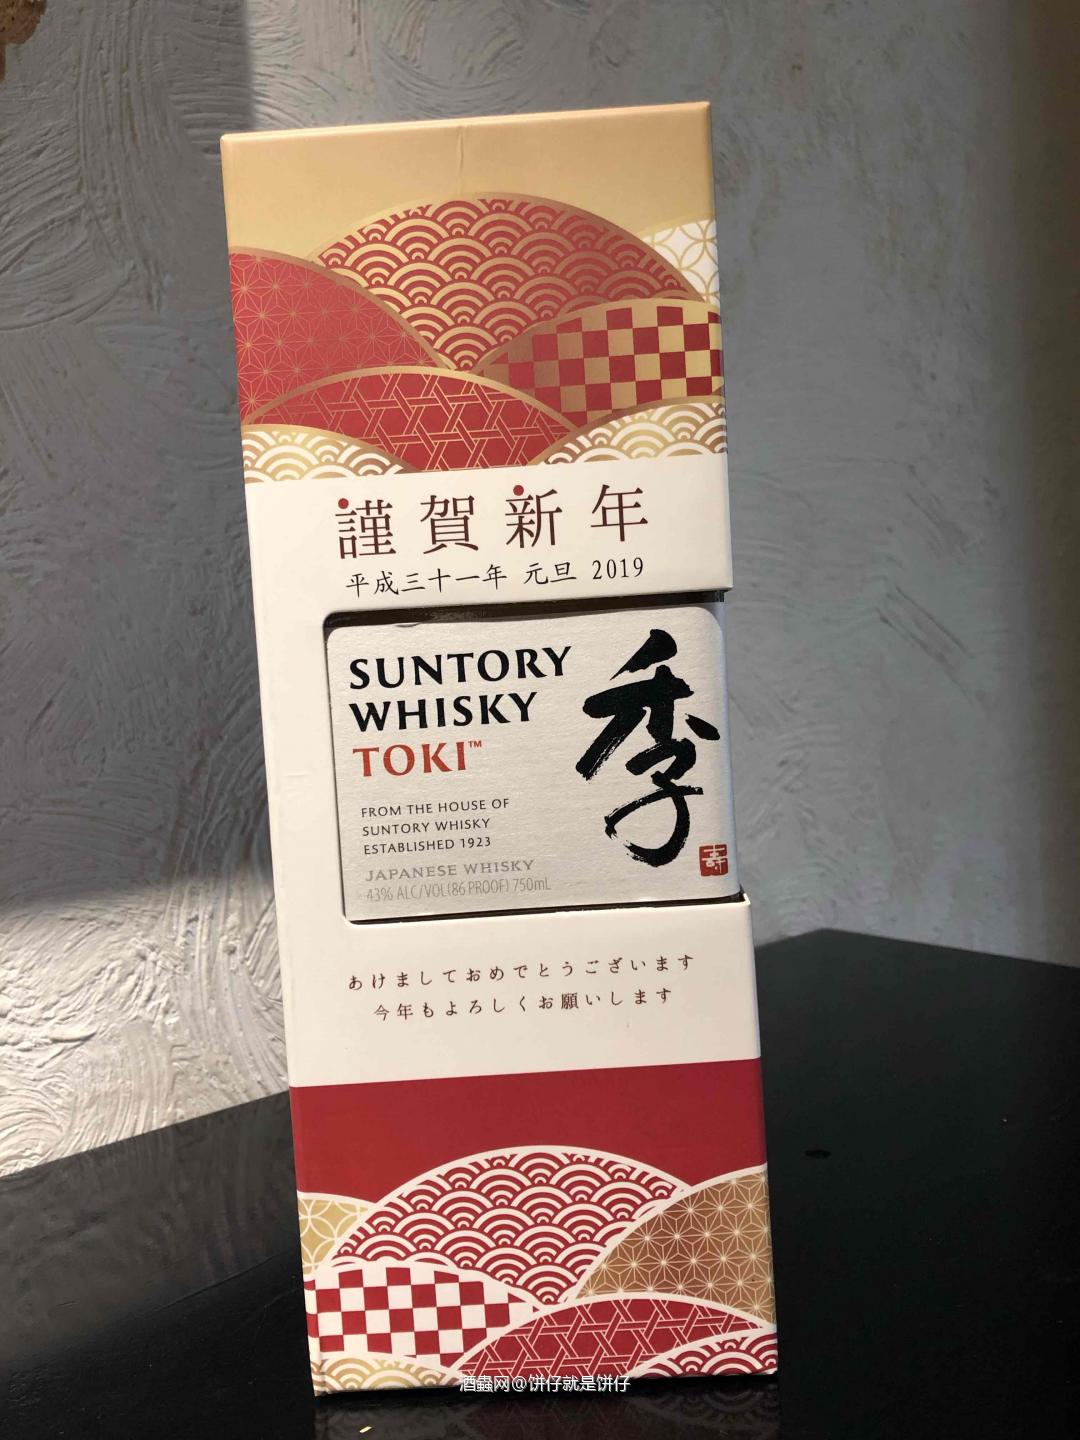 謹賀新年
平成三十一年 元旦 2019
SUNTORY
WHISKY
TOKI™
季
FROM THE HOUSE OF
SUNTORY WHISKY
ESTABLISHED 1923
JAPANESE WHISKY
43% ALC/VOL(86 PROOF) 750mL
壽
あけましておめでとうございます
今年もよろしくお願いします
酒蟲网@饼仔就是饼仔